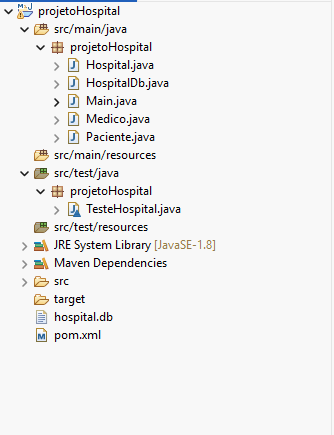 projetoHospital
src/main/java
projetoHospital
Hospital.java
HospitalDb.java
Main.java
Medico.java
Paciente.java
src/main/resources
src/test/java
projetoHospital
TesteHospital.java
src/test/resources
JRE System Library [JavaSE-1.8]
Maven Dependencies
src
target
hospital.db
pom.xml